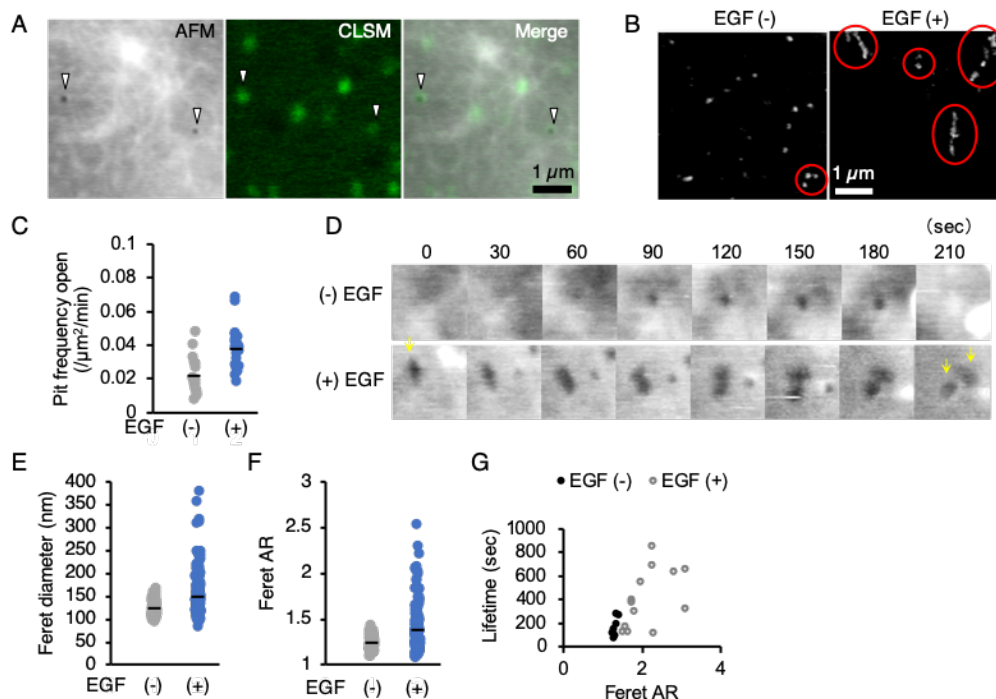 A
AFM
CLSM
Merge
1 µm
B
EGF (-)
EGF (+)
1 µm
C
Pit frequency open
(/µm²/min)
0.1
0.08
0.06
0.04
0.02
0
EGF (-) (+)
D
(sec)
0 30 60 90 120 150 180 210
(-) EGF
(+) EGF
E
Feret diameter (nm)
400
350
300
250
200
150
100
50
0
EGF (-) (+)
F
Feret AR
3
2.5
2
1.5
1
EGF (-) (+)
G
EGF (-) EGF (+)
Lifetime (sec)
1000
800
600
400
200
0
0 2 4
Feret AR